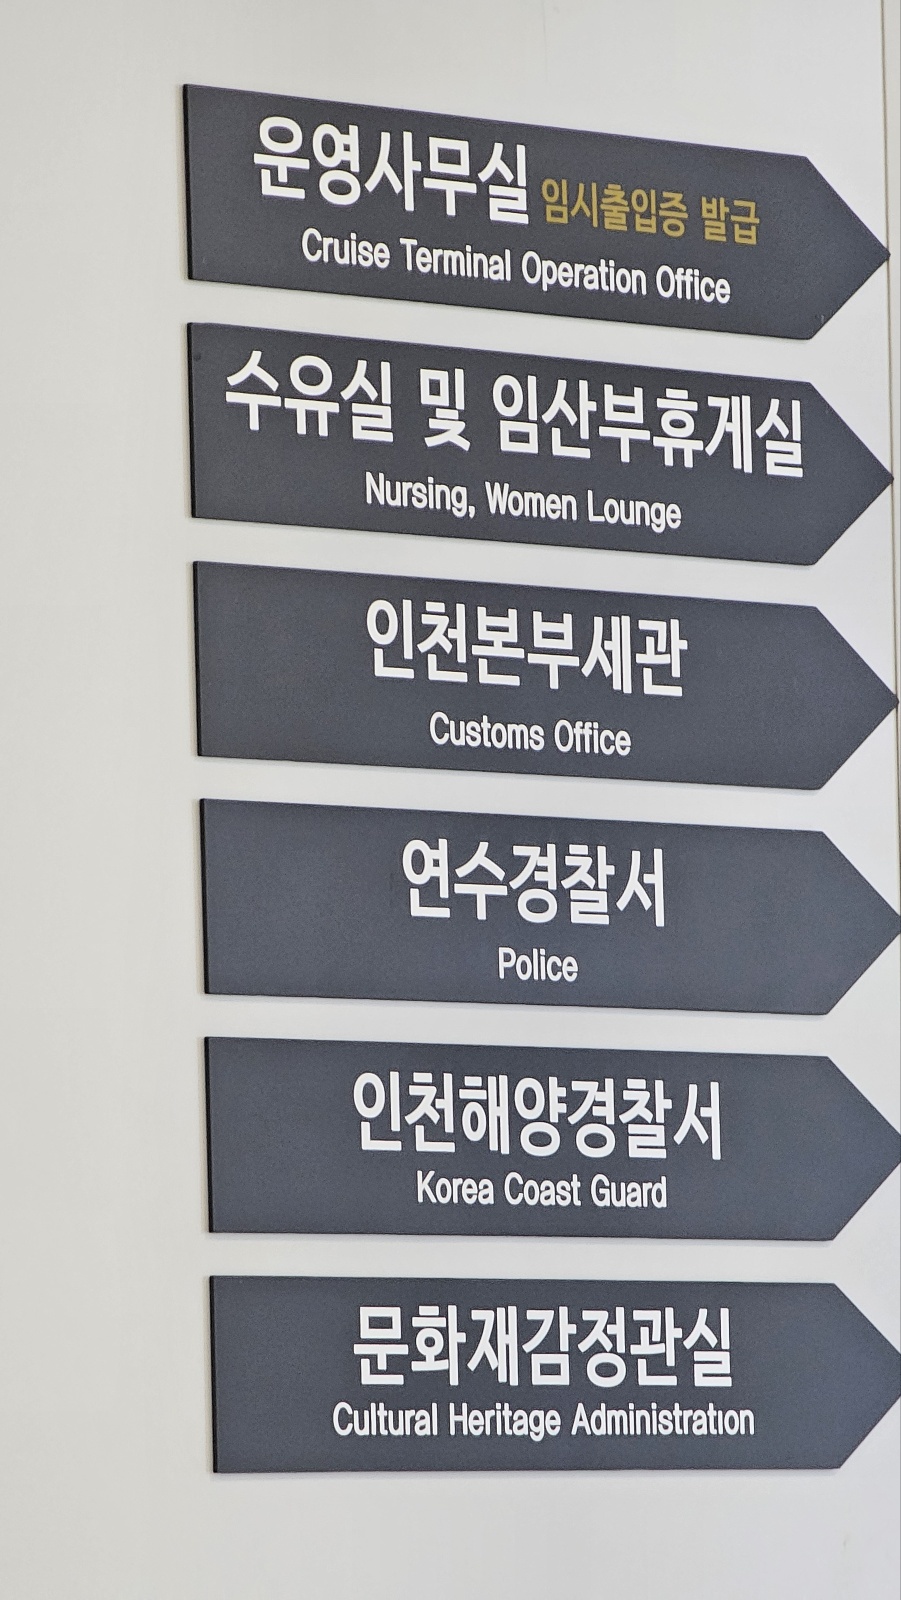 운영사무실 임시출입증 발급
Cruise Terminal Operation Office
수유실 및 임산부휴게실
Nursing, Women Lounge
인천본부세관
Customs Office
연수경찰서
Police
인천해양경찰서
Korea Coast Guard
문화재감정관실
Cultural Heritage Administration